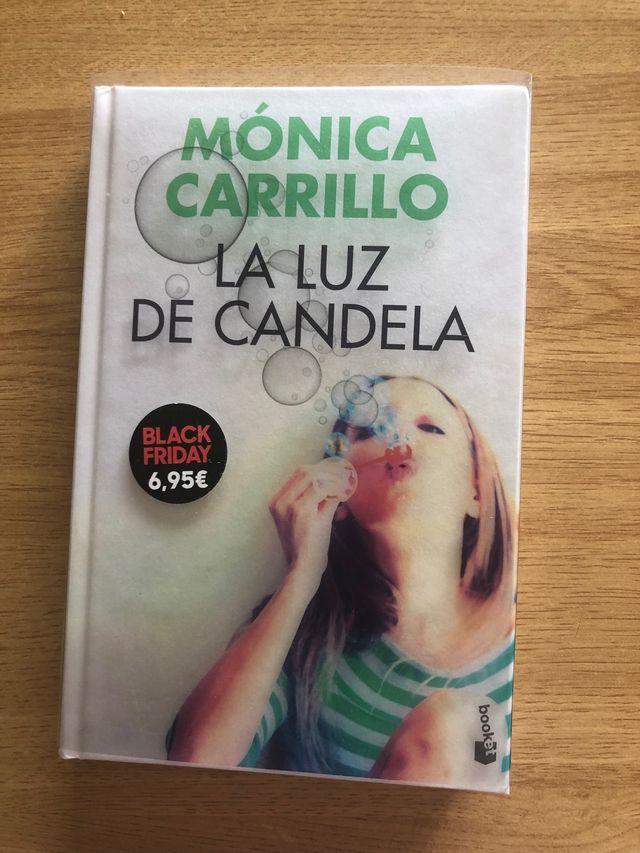 MÓNICA
CARRILLO
LA LUZ
DE CANDELA
BLACK
FRIDAY
6,95€
booket